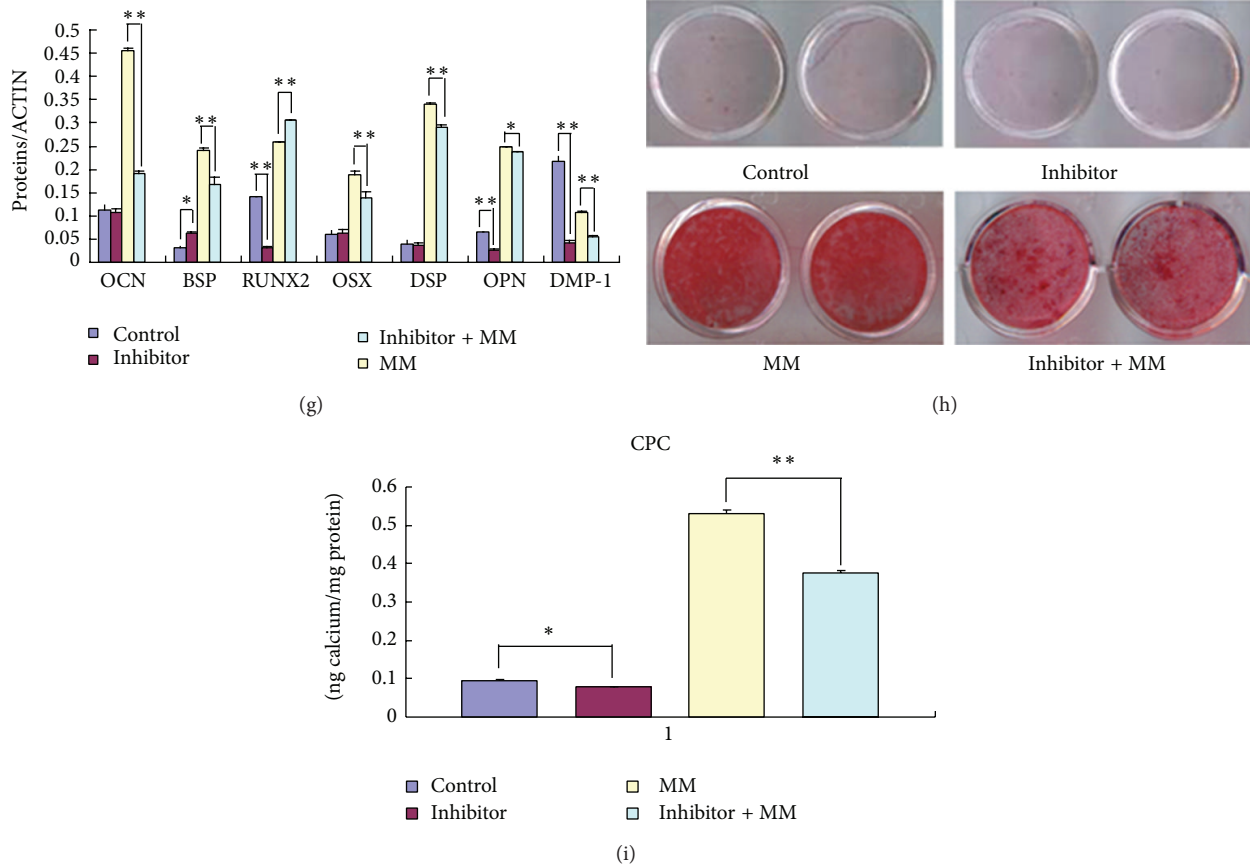 0.5
0.45
0.4
0.35
0.3
0.25
0.2
0.15
0.1
0.05
0
Proteins/ACTIN
**
*
**
**
**
**
**
**
*
**
**
OCN BSP RUNX2 OSX DSP OPN DMP-1
Control
Inhibitor
Inhibitor + MM
MM
(g)
Control
Inhibitor
MM
Inhibitor + MM
(h)
CPC
(ng calcium/mg protein)
0.6
0.5
0.4
0.3
0.2
0.1
0
*
**
1
Control
Inhibitor
MM
Inhibitor + MM
(i)